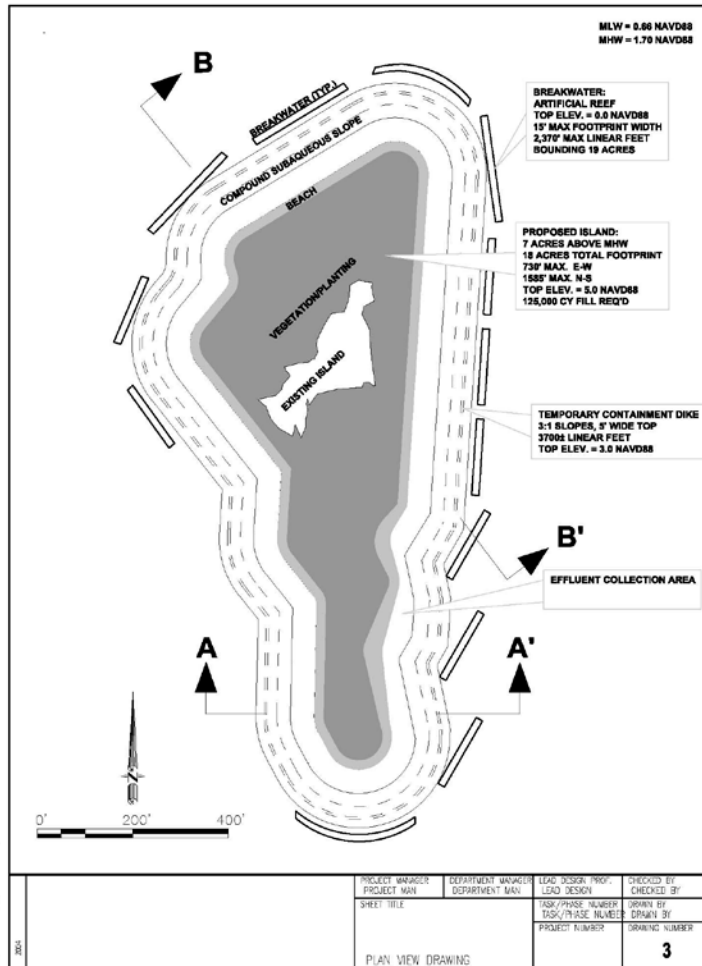 MLW = 0.66 NAVD88
MHW = 1.70 NAVD88
B
BREAKWATER (TYP.)
COMPOUND SUBAQUEOUS SLOPE
BEACH
BREAKWATER:
ARTIFICIAL REEF
TOP ELEV. = 0.0 NAVD88
15' MAX FOOTPRINT WIDTH
2,370' MAX LINEAR FEET
BOUNDING 19 ACRES
PROPOSED ISLAND:
7 ACRES ABOVE MHW
18 ACRES TOTAL FOOTPRINT
730' MAX. E-W
1585' MAX. N-S
TOP ELEV. = 5.0 NAVD88
125,000 CY FILL REQ'D
VEGETATION/PLANTING
EXISTING ISLAND
TEMPORARY CONTAINMENT DIKE
3:1 SLOPES, 5' WIDE TOP
3700± LINEAR FEET
TOP ELEV. = 3.0 NAVD88
B'
EFFLUENT COLLECTION AREA
A
A'
N
0' 200' 400'
PROJECT MANAGER
PROJECT MAN
DEPARTMENT MANAGER
DEPARTMENT MAN
LEAD DESIGN PROF.
LEAD DESIGN
CHECKED BY
CHECKED BY
SHEET TITLE
PLAN VIEW DRAWING
TASK/PHASE NUMBER
TASK/PHASE NUMBER
DRAWN BY
DRAWN BY
PROJECT NUMBER
DRAWING NUMBER
3
2004